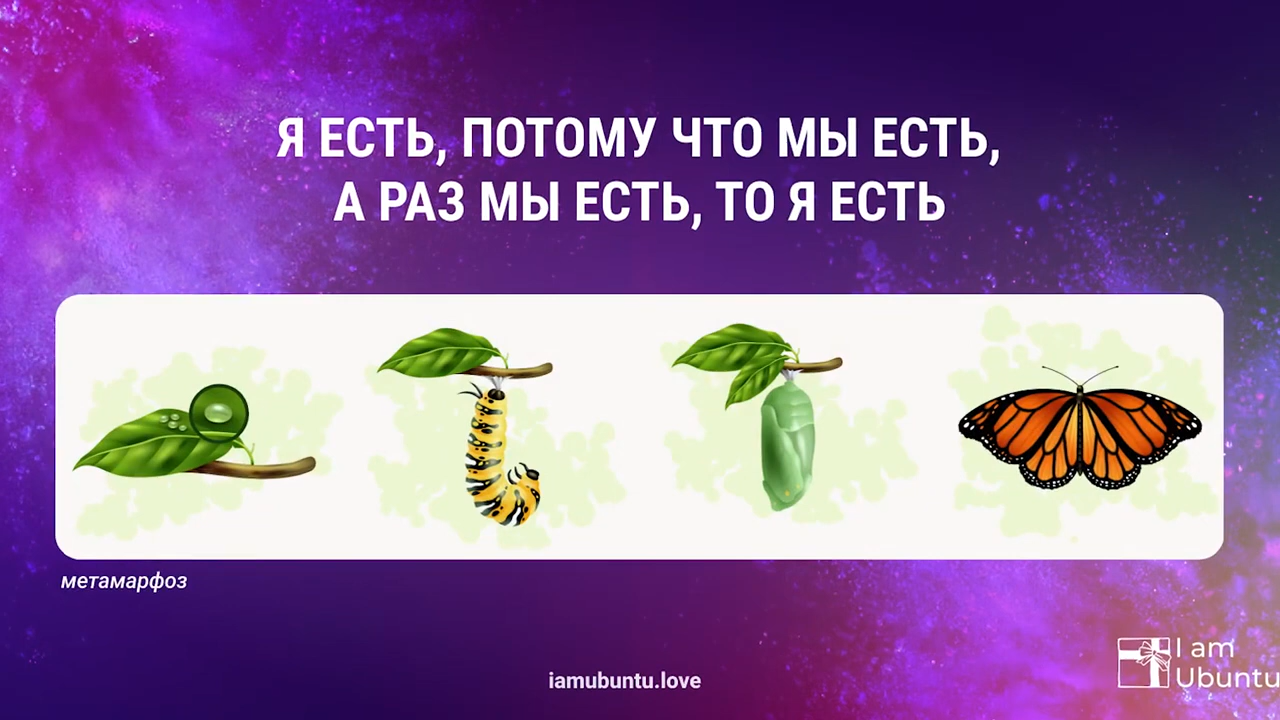 Я ЕСТЬ, ПОТОМУ ЧТО МЫ ЕСТЬ,
А РАЗ МЫ ЕСТЬ, ТО Я ЕСТЬ
метамарфоз
iamubuntu.love
I am
Ubuntu